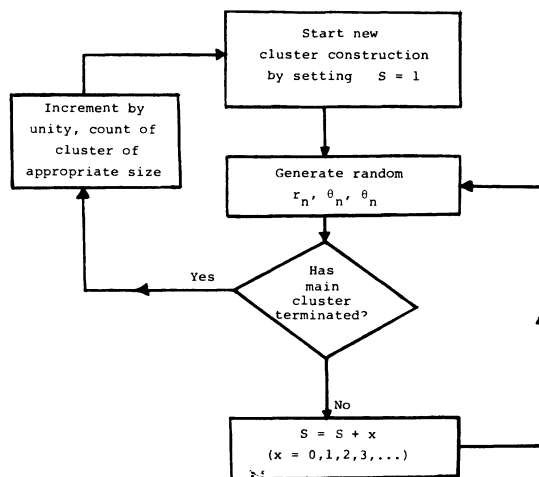 Start new
cluster construction
by setting S = 1
Increment by
unity, count of
cluster of
appropriate size
Generate random
r_n, θ_n, θ_n
Has
main
cluster
terminated?
Yes
No
S = S + x
(x = 0,1,2,3,...)